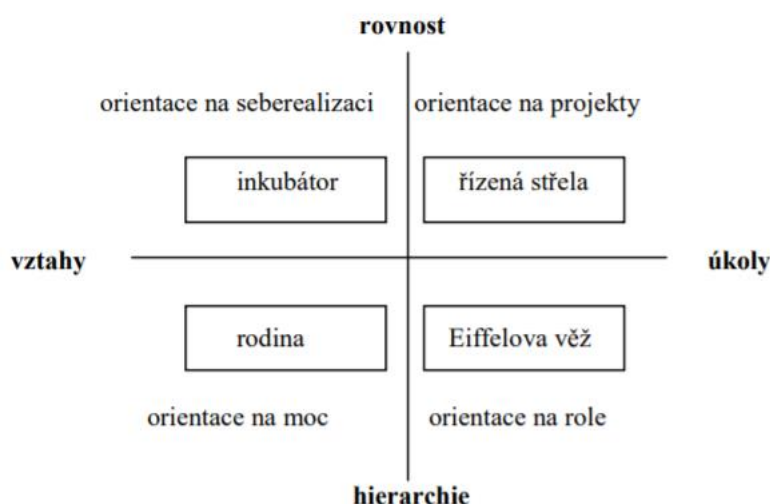 rovnost
orientace na seberealizaci orientace na projekty
inkubátor řízená střela
vztahy úkoly
rodina Eiffelova věž
orientace na moc orientace na role
hierarchie